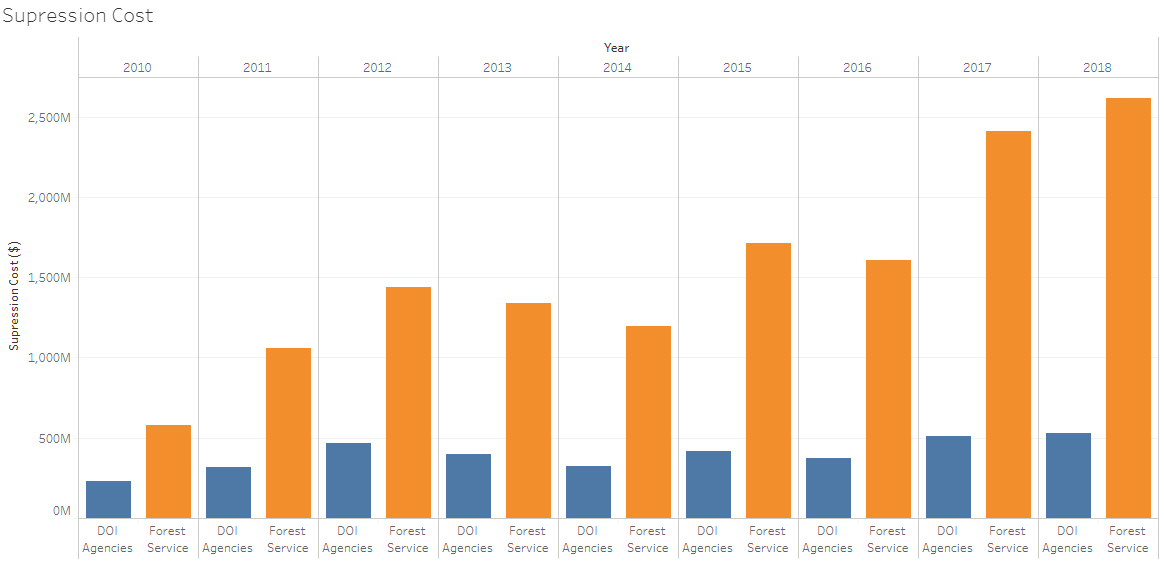 Supression Cost
Year
2010 2011 2012 2013 2014 2015 2016 2017 2018
2,500M
2,000M
1,500M
1,000M
500M
0M
Supression Cost ($)
DOI Forest DOI Forest DOI Forest DOI Forest DOI Forest DOI Forest DOI Forest DOI Forest DOI Forest
Agencies Service Agencies Service Agencies Service Agencies Service Agencies Service Agencies Service Agencies Service Agencies Service Agencies Service